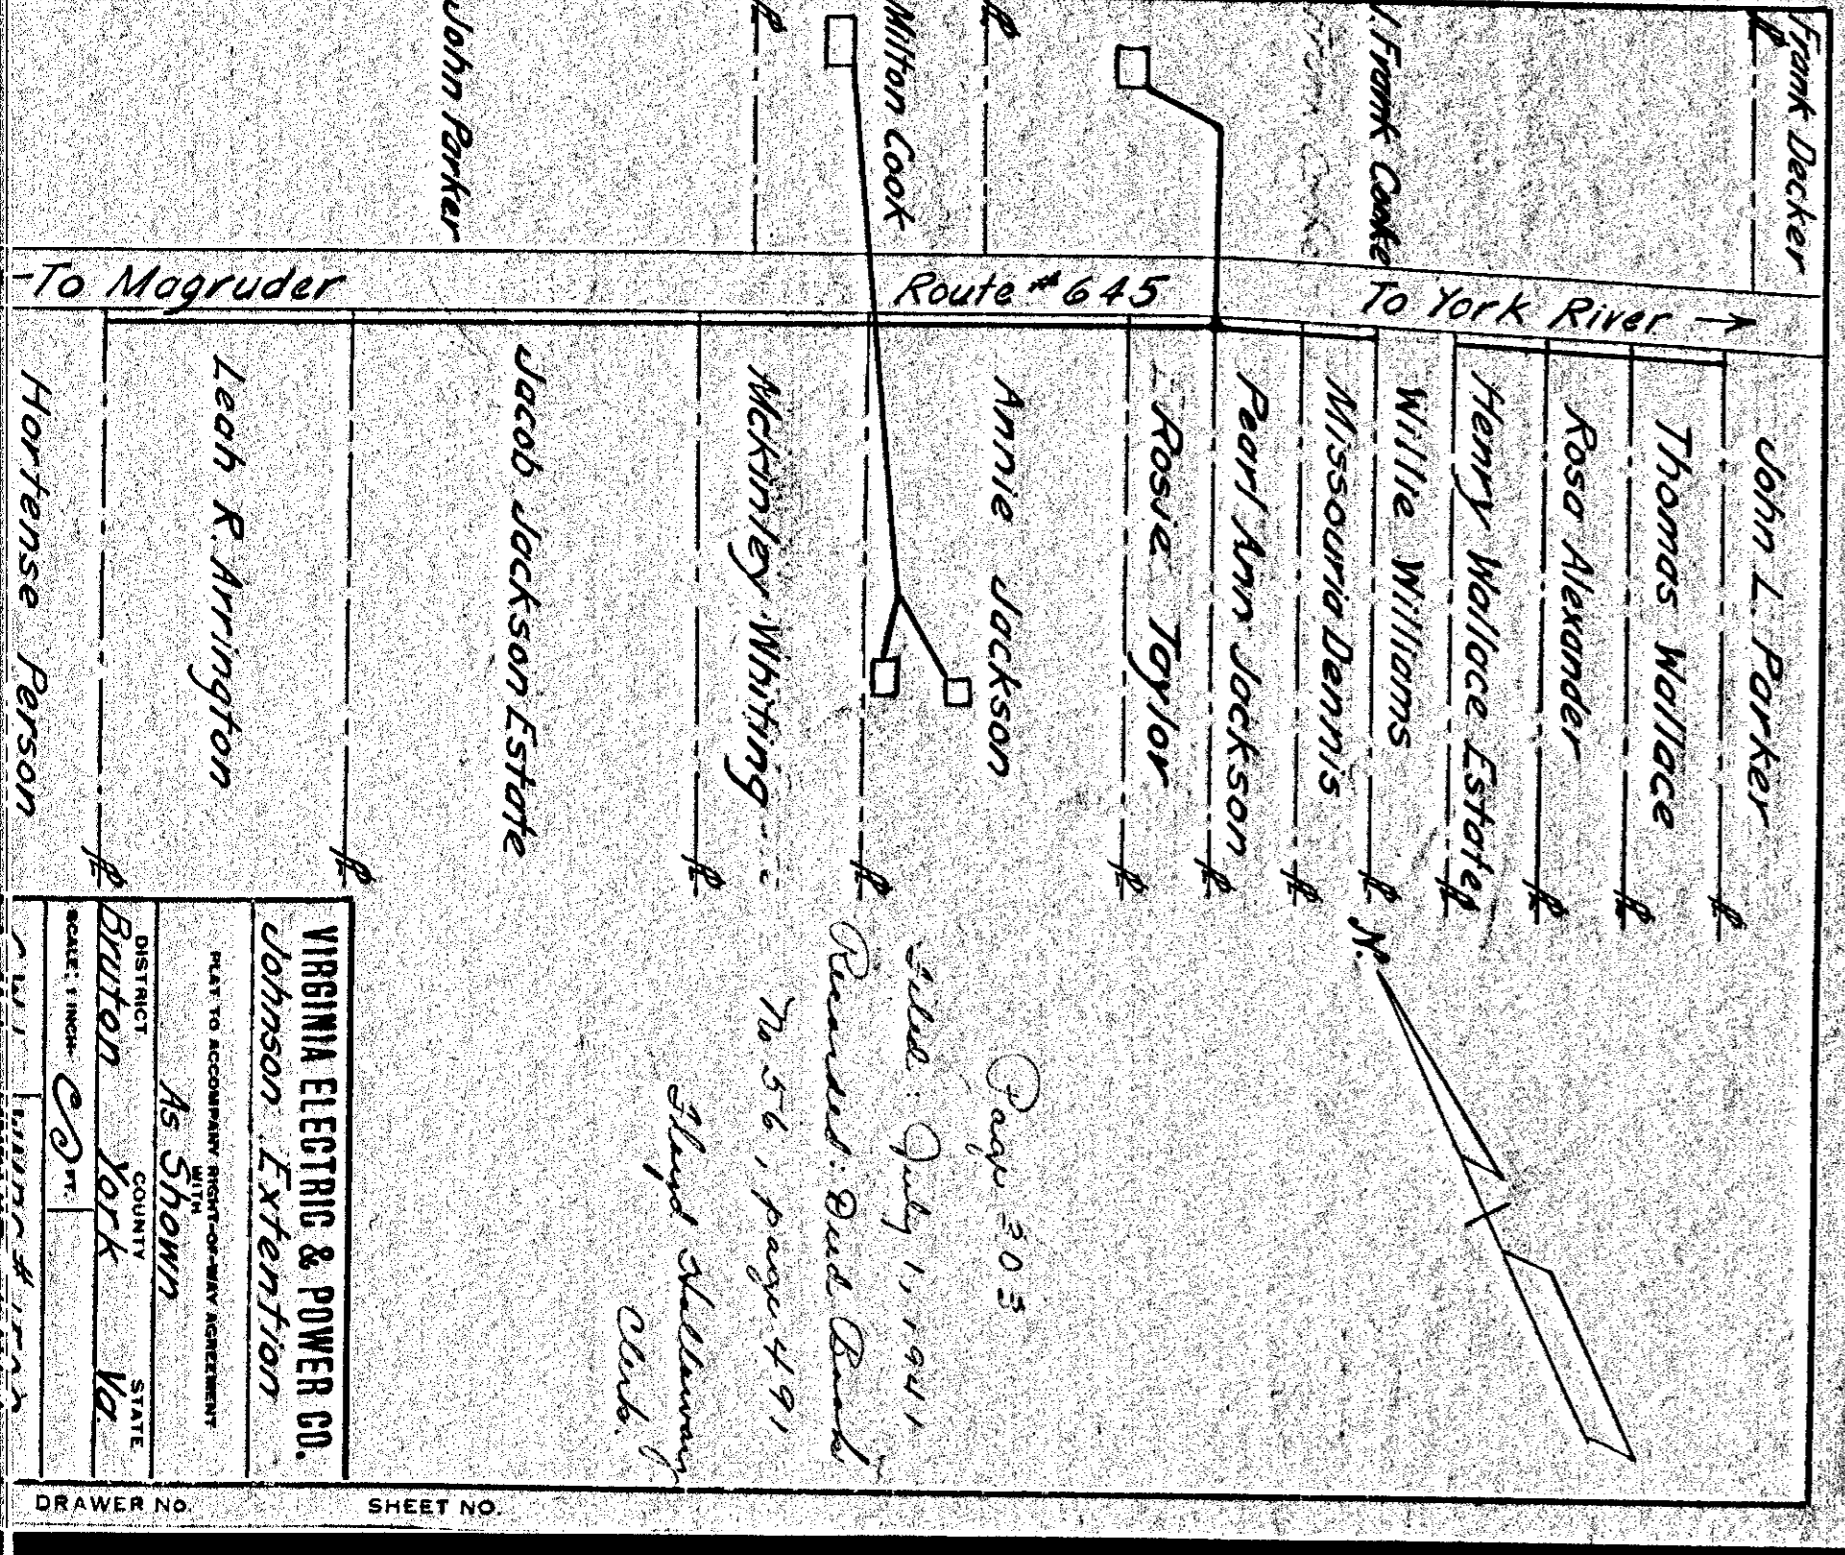 Frank Decker
J. Frank Cooke
Milton Cook
John Parker
To Magruder
Route #645
To York River →
John L. Parker
Thomas Wallace
Rosa Alexander
Henry Wallace Estate
Willie Williams
Missouria Dennis
Pearl Ann Jackson
Rosie Taylor
Annie Jackson
McKinley Whiting
Jacob Jackson Estate
Leah R. Arrington
Hortense Person
N.
Page 303
Filed: July 1, 1941
Recorded: Deed Book
No 56, page 491
Floyd Holloway
Clerk.
VIRGINIA ELECTRIC & POWER CO.
Johnson Extention
PLAT TO ACCOMPANY RIGHT-OF-WAY AGREEMENT
WITH
As Shown
DISTRICT COUNTY STATE
Bruton York Va.
SCALE, 1 INCH= FT.
DRAWER NO.
SHEET NO.